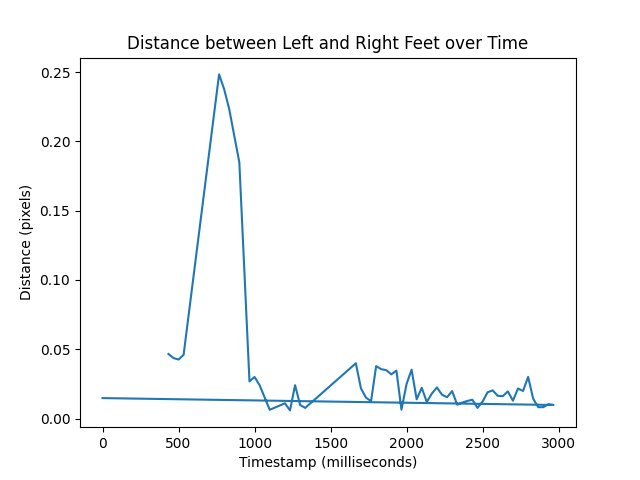 Distance between Left and Right Feet over Time
0.25
0.20
0.15
0.10
0.05
0.00
Distance (pixels)
0 500 1000 1500 2000 2500 3000
Timestamp (milliseconds)